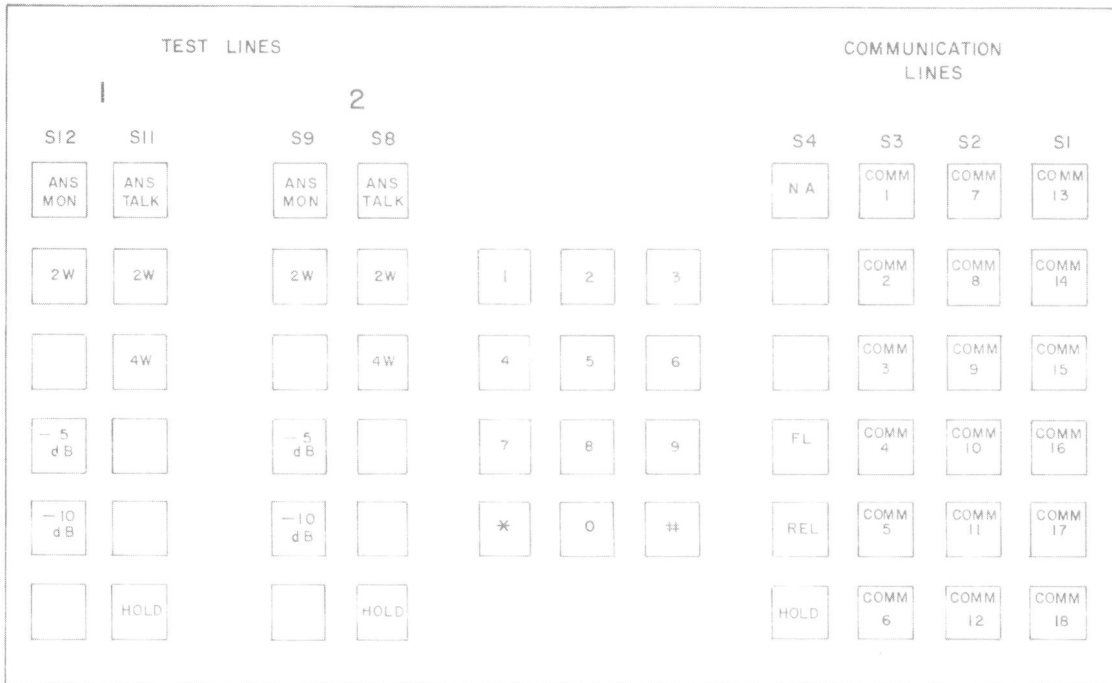 TEST LINES
COMMUNICATION
LINES
1
2
S12 S11 S9 S8 S4 S3 S2 S1
ANS ANS ANS ANS NA COMM COMM COMM
MON TALK MON TALK 1 7 13
2W 2W 2W 2W 1 2 3 COMM COMM COMM
2 8 14
4W 4W 4 5 6 COMM COMM COMM
3 9 15
— 5 — 5 7 8 9 FL COMM COMM COMM
dB dB 4 10 16
—10 —10 * 0 # REL COMM COMM COMM
dB dB 5 11 17
HOLD HOLD HOLD COMM COMM COMM
6 12 18